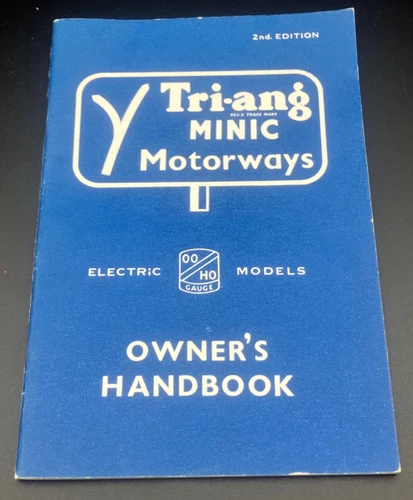 2nd. EDITION
Tri-ang
REG'D TRADE MARK
MINIC
Motorways
ELECTRiC OO MODELS
HO
GAUGE
OWNER'S
HANDBOOK